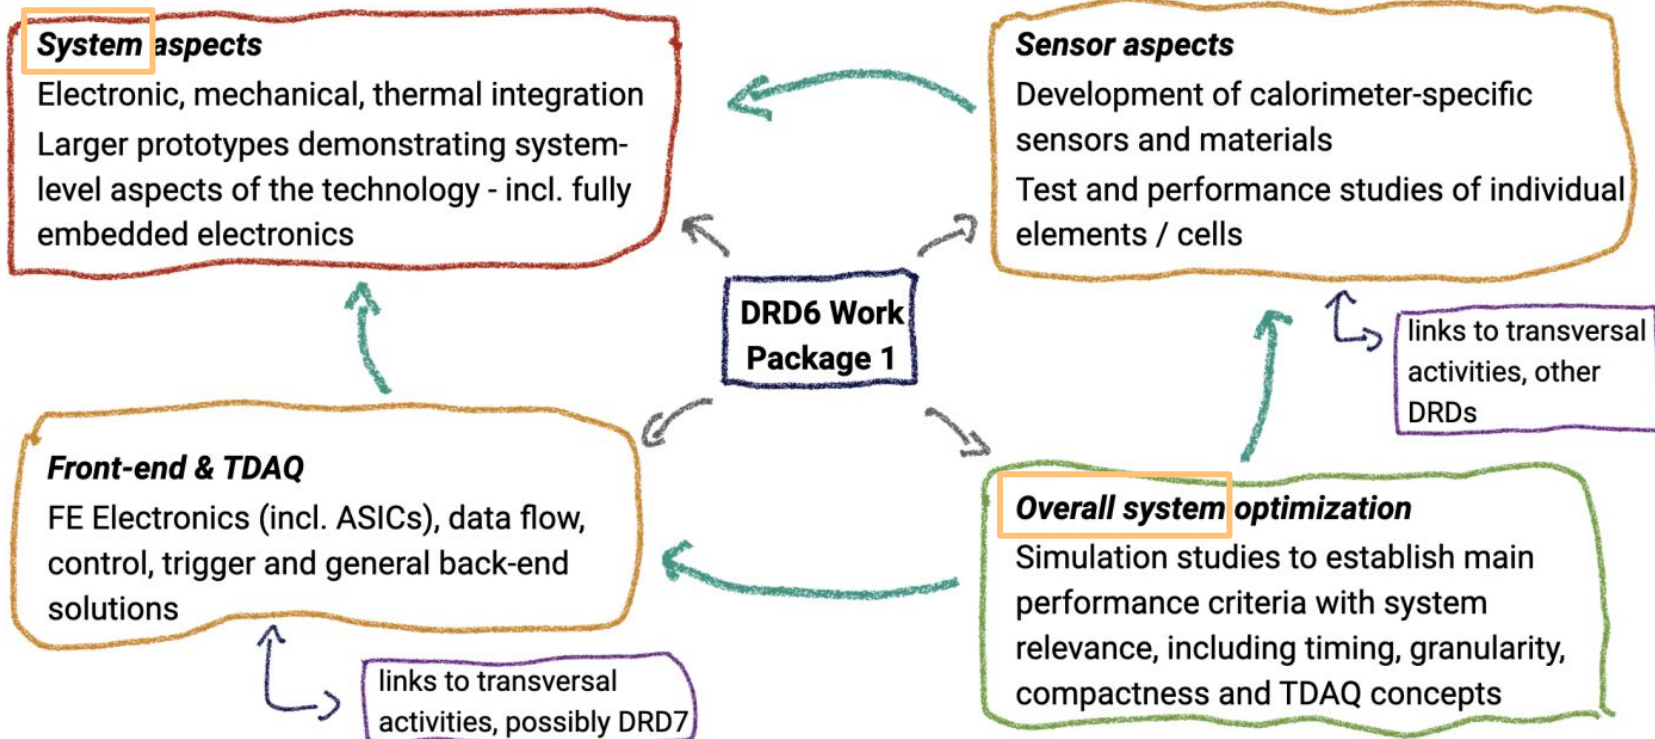 System aspects
Electronic, mechanical, thermal integration
Larger prototypes demonstrating system-
level aspects of the technology - incl. fully
embedded electronics
Sensor aspects
Development of calorimeter-specific
sensors and materials
Test and performance studies of individual
elements / cells
DRD6 Work
Package 1
links to transversal
activities, other
DRDs
Front-end & TDAQ
FE Electronics (incl. ASICs), data flow,
control, trigger and general back-end
solutions
links to transversal
activities, possibly DRD7
Overall system optimization
Simulation studies to establish main
performance criteria with system
relevance, including timing, granularity,
compactness and TDAQ concepts